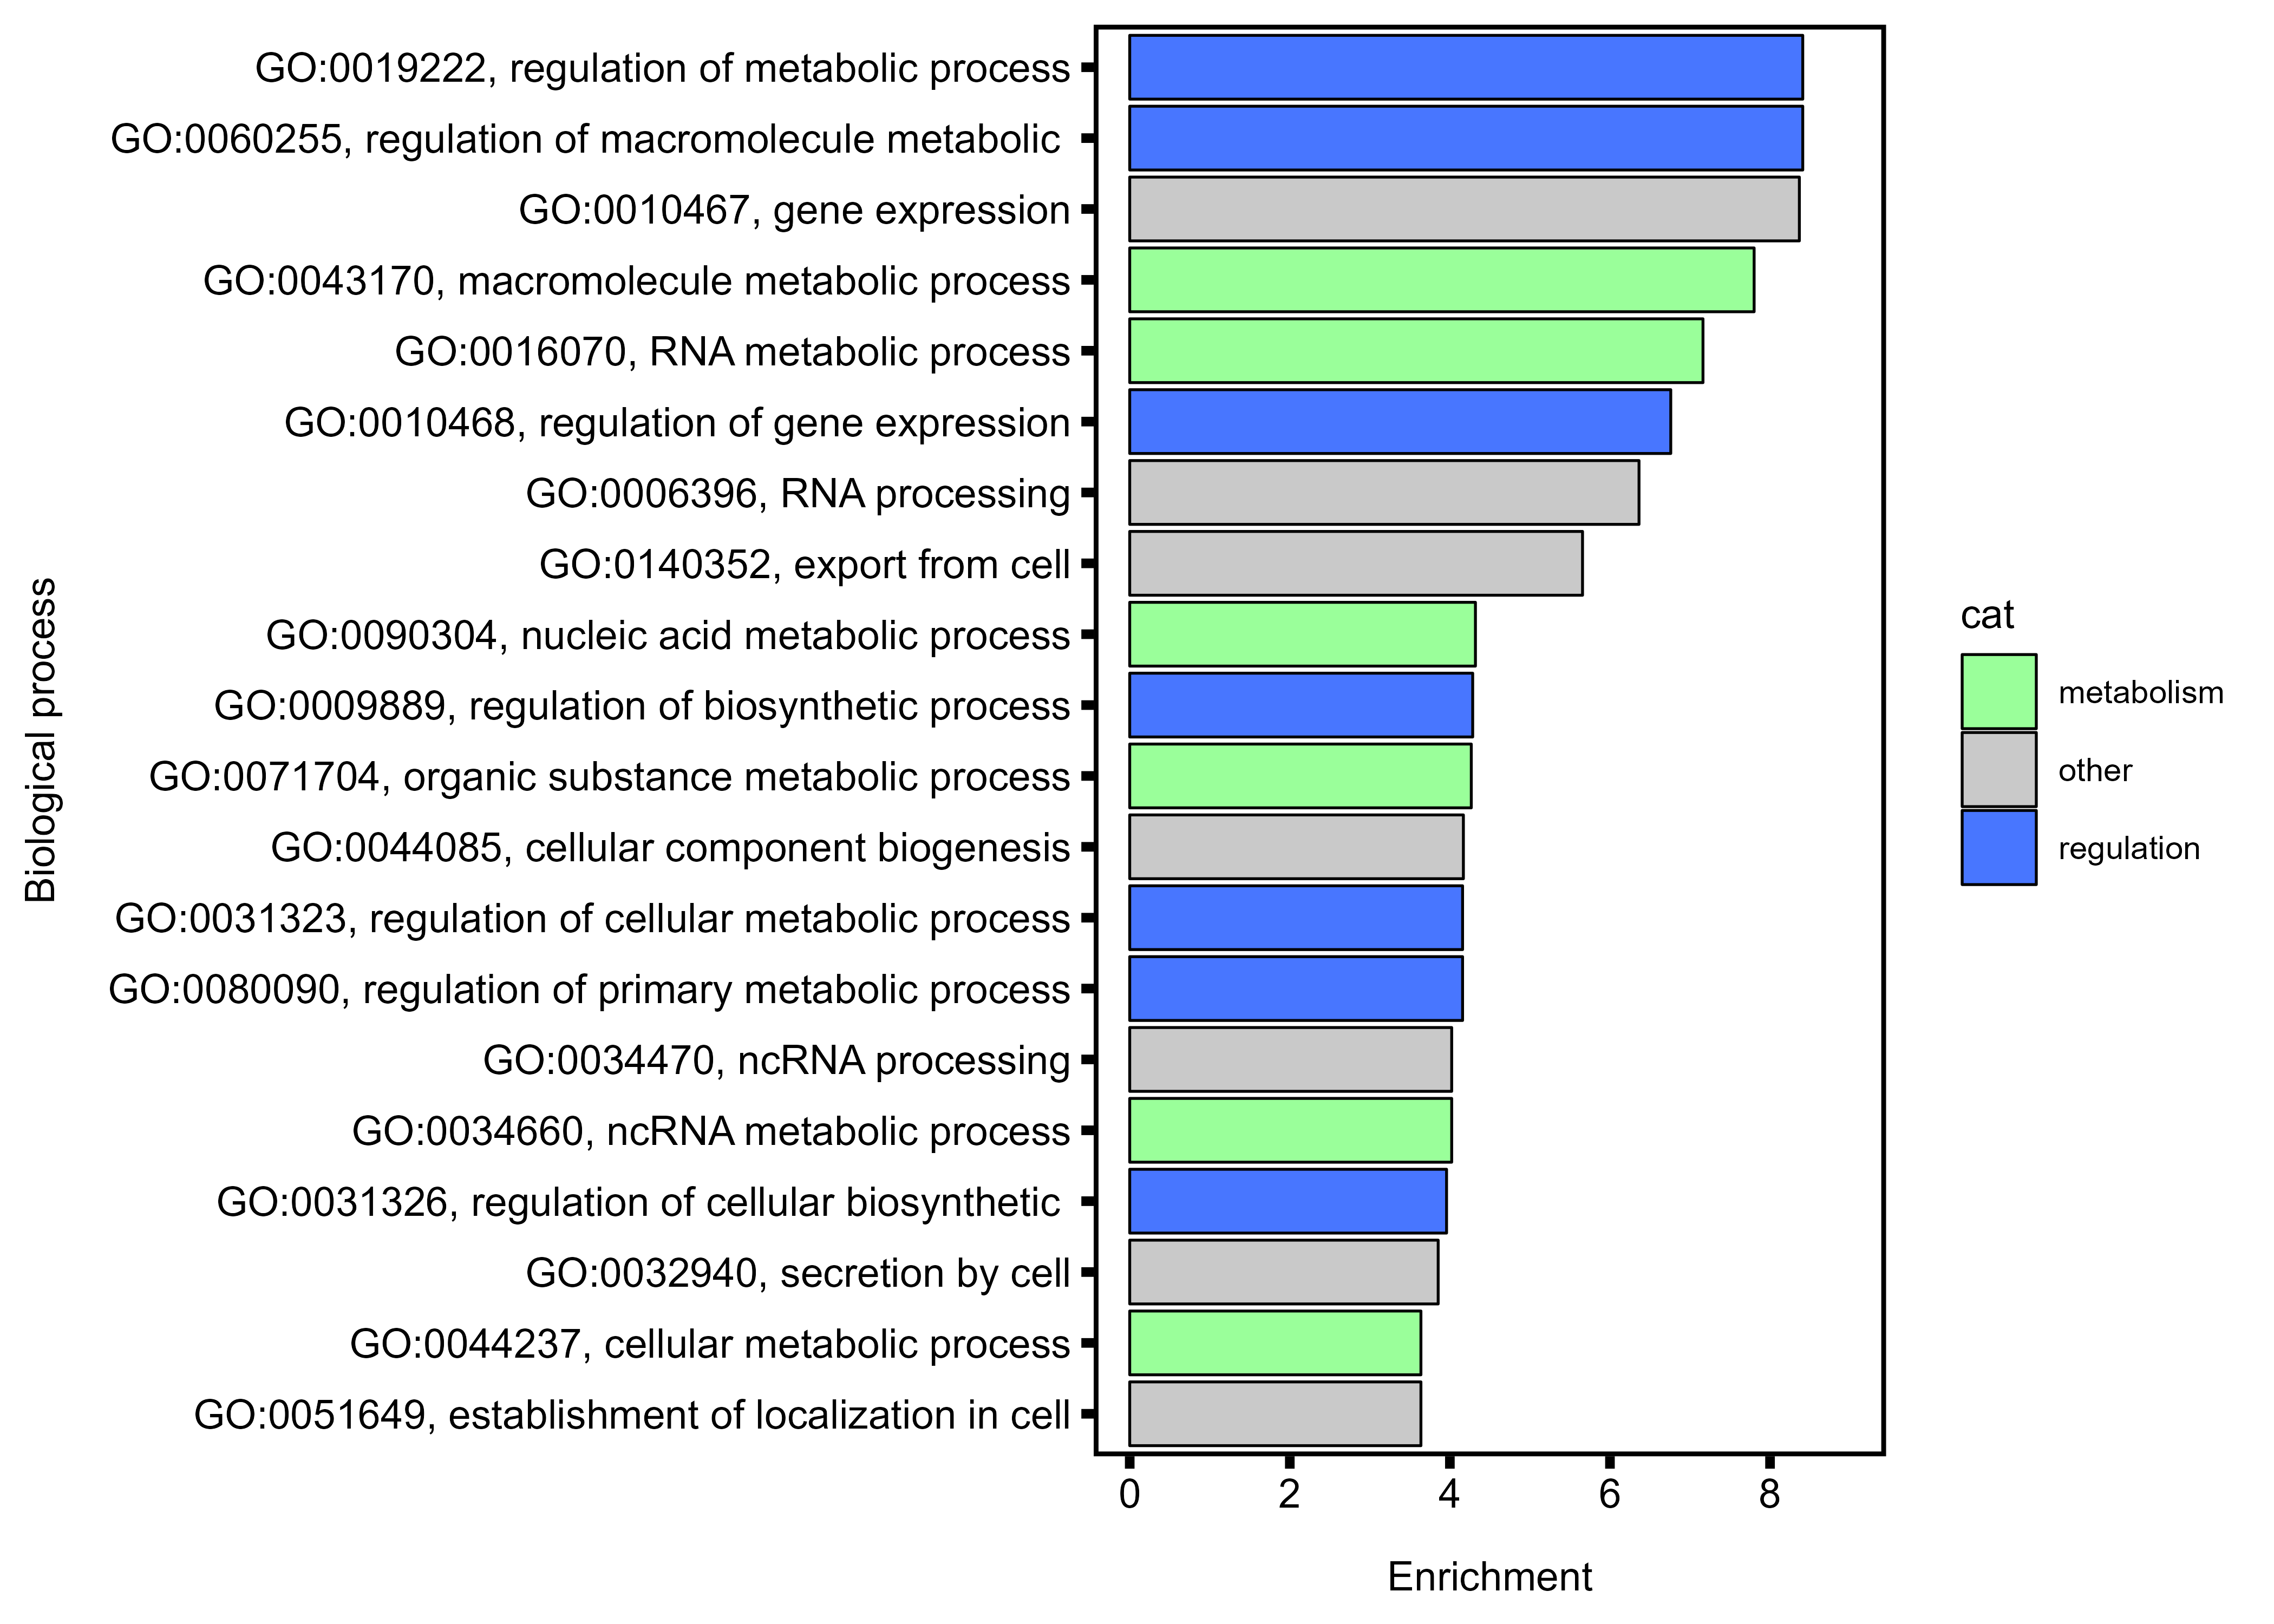 GO:0019222, regulation of metabolic process
GO:0060255, regulation of macromolecule metabolic
GO:0010467, gene expression
GO:0043170, macromolecule metabolic process
GO:0016070, RNA metabolic process
GO:0010468, regulation of gene expression
GO:0006396, RNA processing
GO:0140352, export from cell
GO:0090304, nucleic acid metabolic process
GO:0009889, regulation of biosynthetic process
GO:0071704, organic substance metabolic process
GO:0044085, cellular component biogenesis
GO:0031323, regulation of cellular metabolic process
GO:0080090, regulation of primary metabolic process
GO:0034470, ncRNA processing
GO:0034660, ncRNA metabolic process
GO:0031326, regulation of cellular biosynthetic
GO:0032940, secretion by cell
GO:0044237, cellular metabolic process
GO:0051649, establishment of localization in cell
Biological process
0 2 4 6 8
Enrichment
cat
metabolism
other
regulation